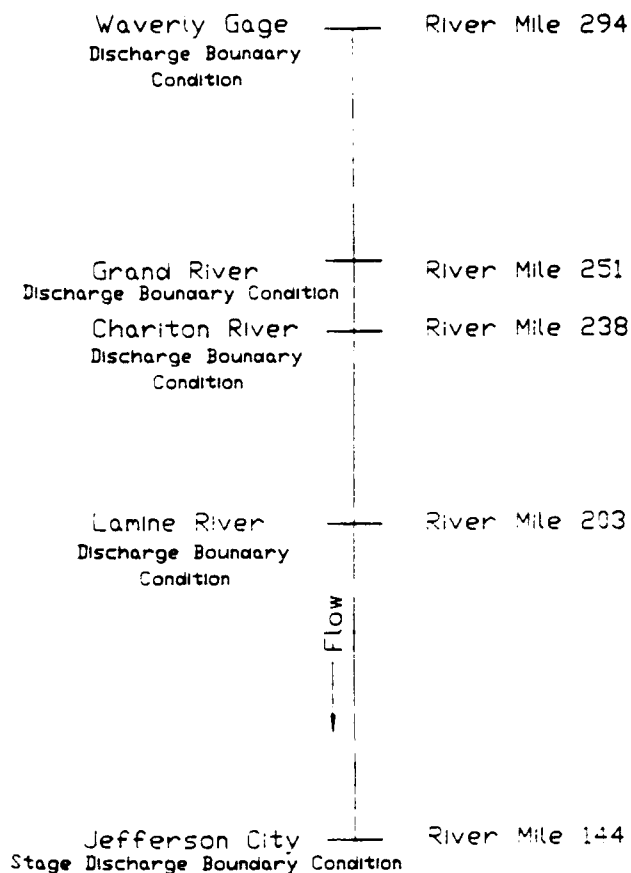 Waverly Gage
River Mile 294
Discharge Boundary
Condition
Grand River
River Mile 251
Discharge Boundary Condition
Chariton River
River Mile 238
Discharge Boundary
Condition
Lamine River
River Mile 203
Discharge Boundary
Condition
Flow
Jefferson City
River Mile 144
Stage Discharge Boundary Condition